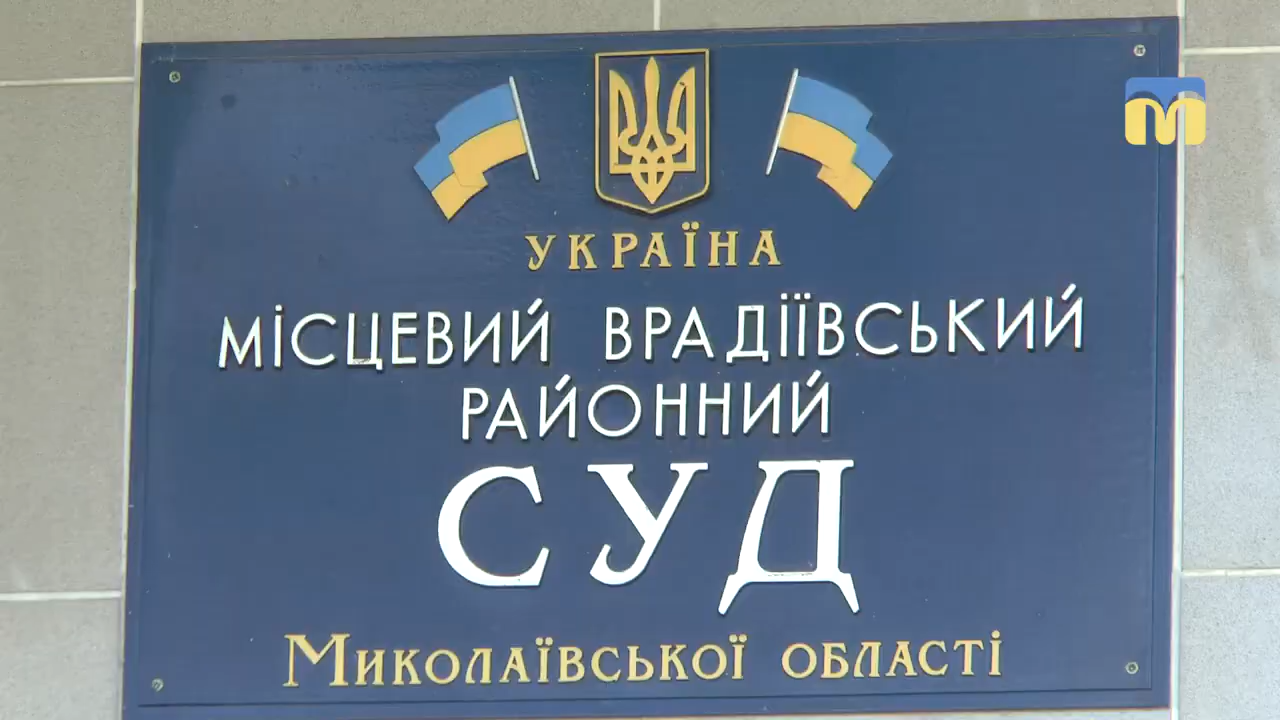 УКРАЇНА
МІСЦЕВИЙ ВРАДІЇВСЬКИЙ
РАЙОННИЙ
СУД
МИКОЛАЇВСЬКОЇ ОБЛАСТІ